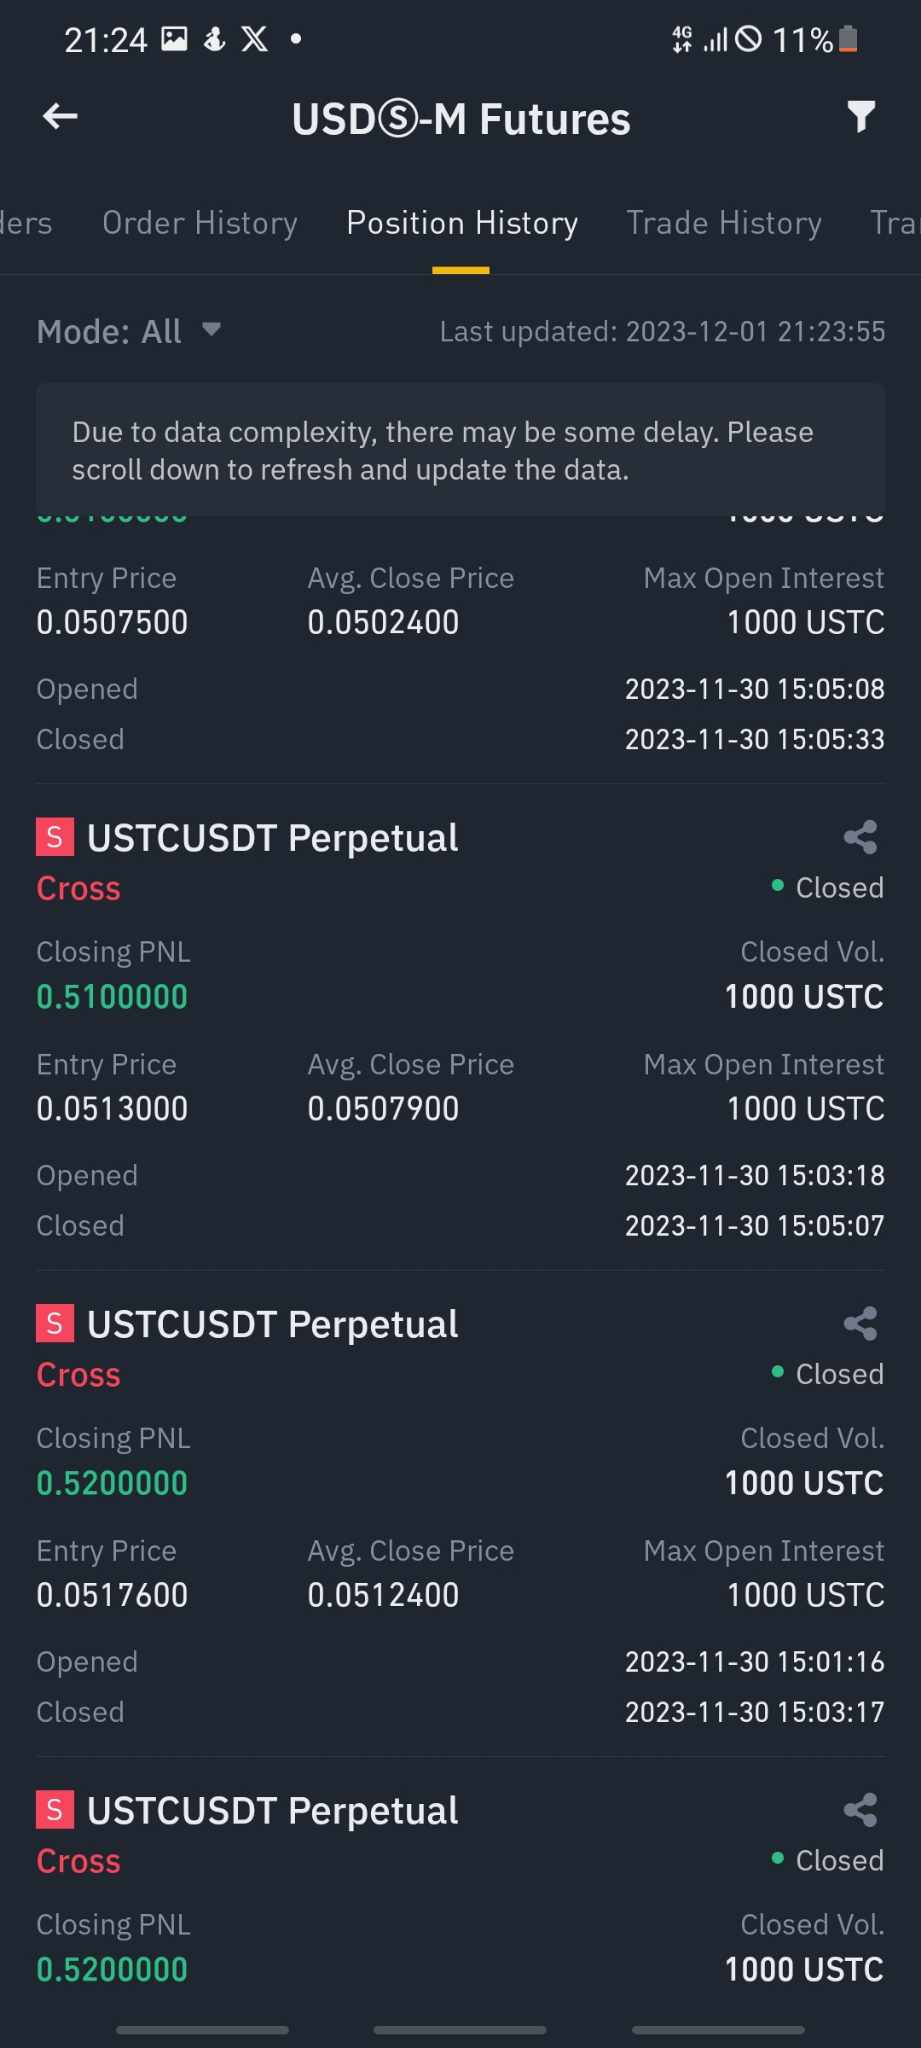 21:24
4G 11%
USDⓈ-M Futures
ders Order History Position History Trade History Tra
Mode: All Last updated: 2023-12-01 21:23:55
Due to data complexity, there may be some delay. Please
scroll down to refresh and update the data.
1000 USTC
Entry Price Avg. Close Price Max Open Interest
0.0507500 0.0502400 1000 USTC
Opened 2023-11-30 15:05:08
Closed 2023-11-30 15:05:33
S USTCUSDT Perpetual
Cross Closed
Closing PNL Closed Vol.
0.5100000 1000 USTC
Entry Price Avg. Close Price Max Open Interest
0.0513000 0.0507900 1000 USTC
Opened 2023-11-30 15:03:18
Closed 2023-11-30 15:05:07
S USTCUSDT Perpetual
Cross Closed
Closing PNL Closed Vol.
0.5200000 1000 USTC
Entry Price Avg. Close Price Max Open Interest
0.0517600 0.0512400 1000 USTC
Opened 2023-11-30 15:01:16
Closed 2023-11-30 15:03:17
S USTCUSDT Perpetual
Cross Closed
Closing PNL Closed Vol.
0.5200000 1000 USTC